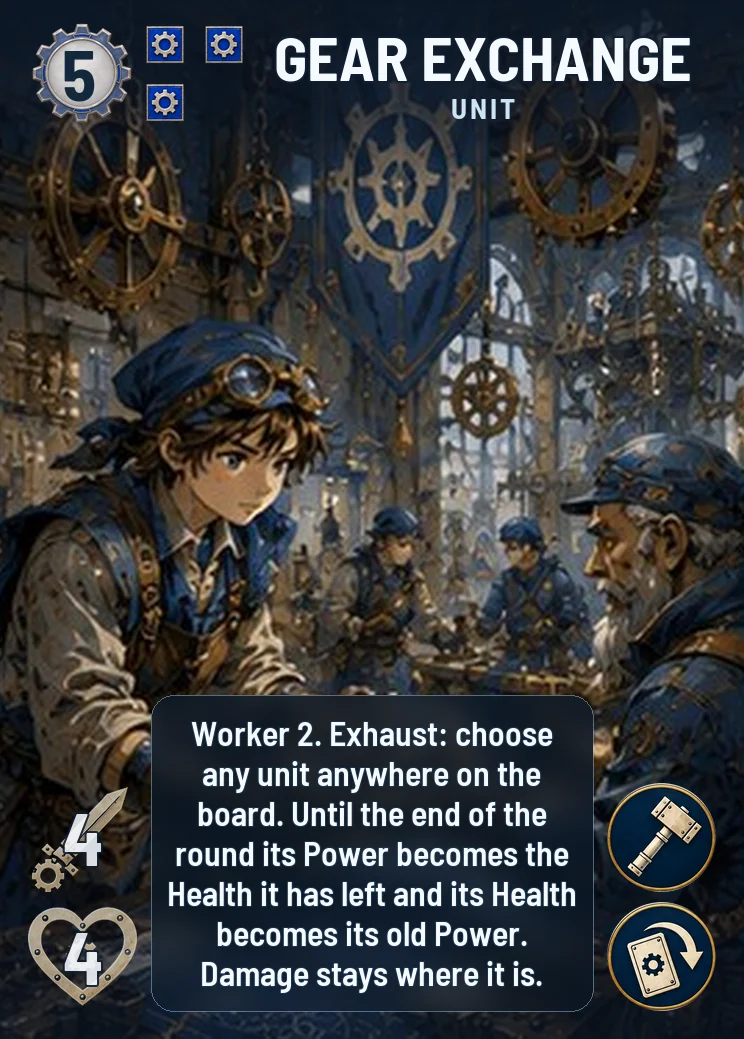 5
GEAR EXCHANGE
UNIT
Worker 2. Exhaust: choose
any unit anywhere on the
board. Until the end of the
round its Power becomes the
Health it has left and its Health
becomes its old Power.
Damage stays where it is.
4
4